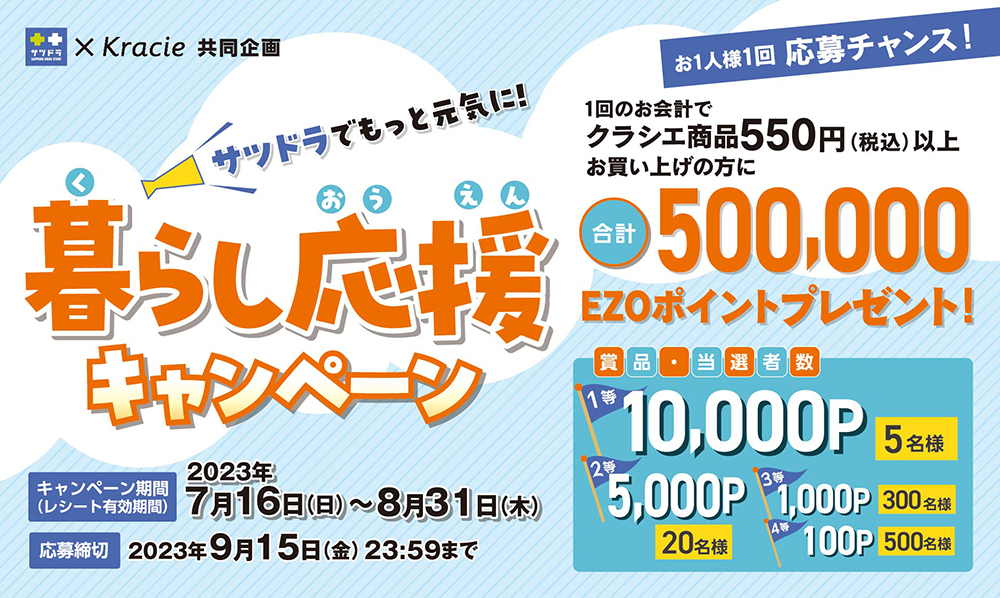 サツドラ
SAPPORO DRUG STORE
× Kracie 共同企画
お1人様1回 応募チャンス!
サツドラでもっと元気に!
く おう えん
暮らし応援
キャンペーン
キャンペーン期間
(レシート有効期間)
2023年
7月16日(日)～8月31日(木)
応募締切 2023年9月15日(金) 23:59まで
1回のお会計で
クラシエ商品550円(税込)以上
お買い上げの方に
合計 500,000
EZOポイントプレゼント!
賞品・当選者数
1等 10,000P 5名様
2等 5,000P 20名様
3等 1,000P 300名様
4等 100P 500名様